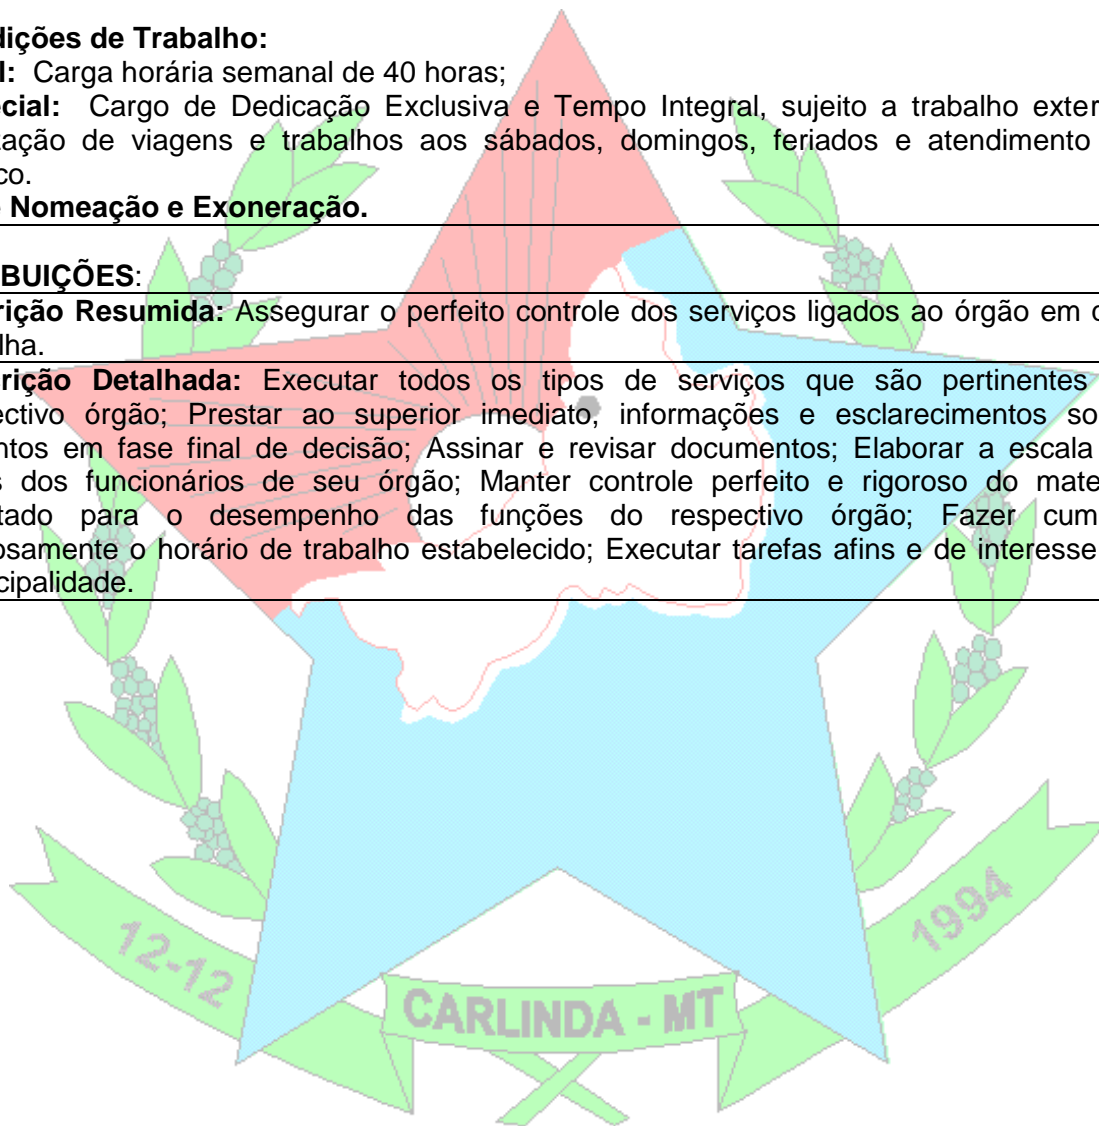 dições de Trabalho:
l: Carga horária semanal de 40 horas;
cial: Cargo de Dedicação Exclusiva e Tempo Integral, sujeito a trabalho exter
zação de viagens e trabalhos aos sábados, domingos, feriados e atendimento
co.
e Nomeação e Exoneração.
BUIÇÕES:
rição Resumida: Assegurar o perfeito controle dos serviços ligados ao órgão em
lha.
rição Detalhada: Executar todos os tipos de serviços que são pertinentes
ectivo órgão; Prestar ao superior imediato, informações e esclarecimentos so
ntos em fase final de decisão; Assinar e revisar documentos; Elaborar a escala
s dos funcionários de seu órgão; Manter controle perfeito e rigoroso do mate
tado para o desempenho das funções do respectivo órgão; Fazer cum
osamente o horário de trabalho estabelecido; Executar tarefas afins e de interesse
cipalidade.
12-12
1994
CARLINDA - MT